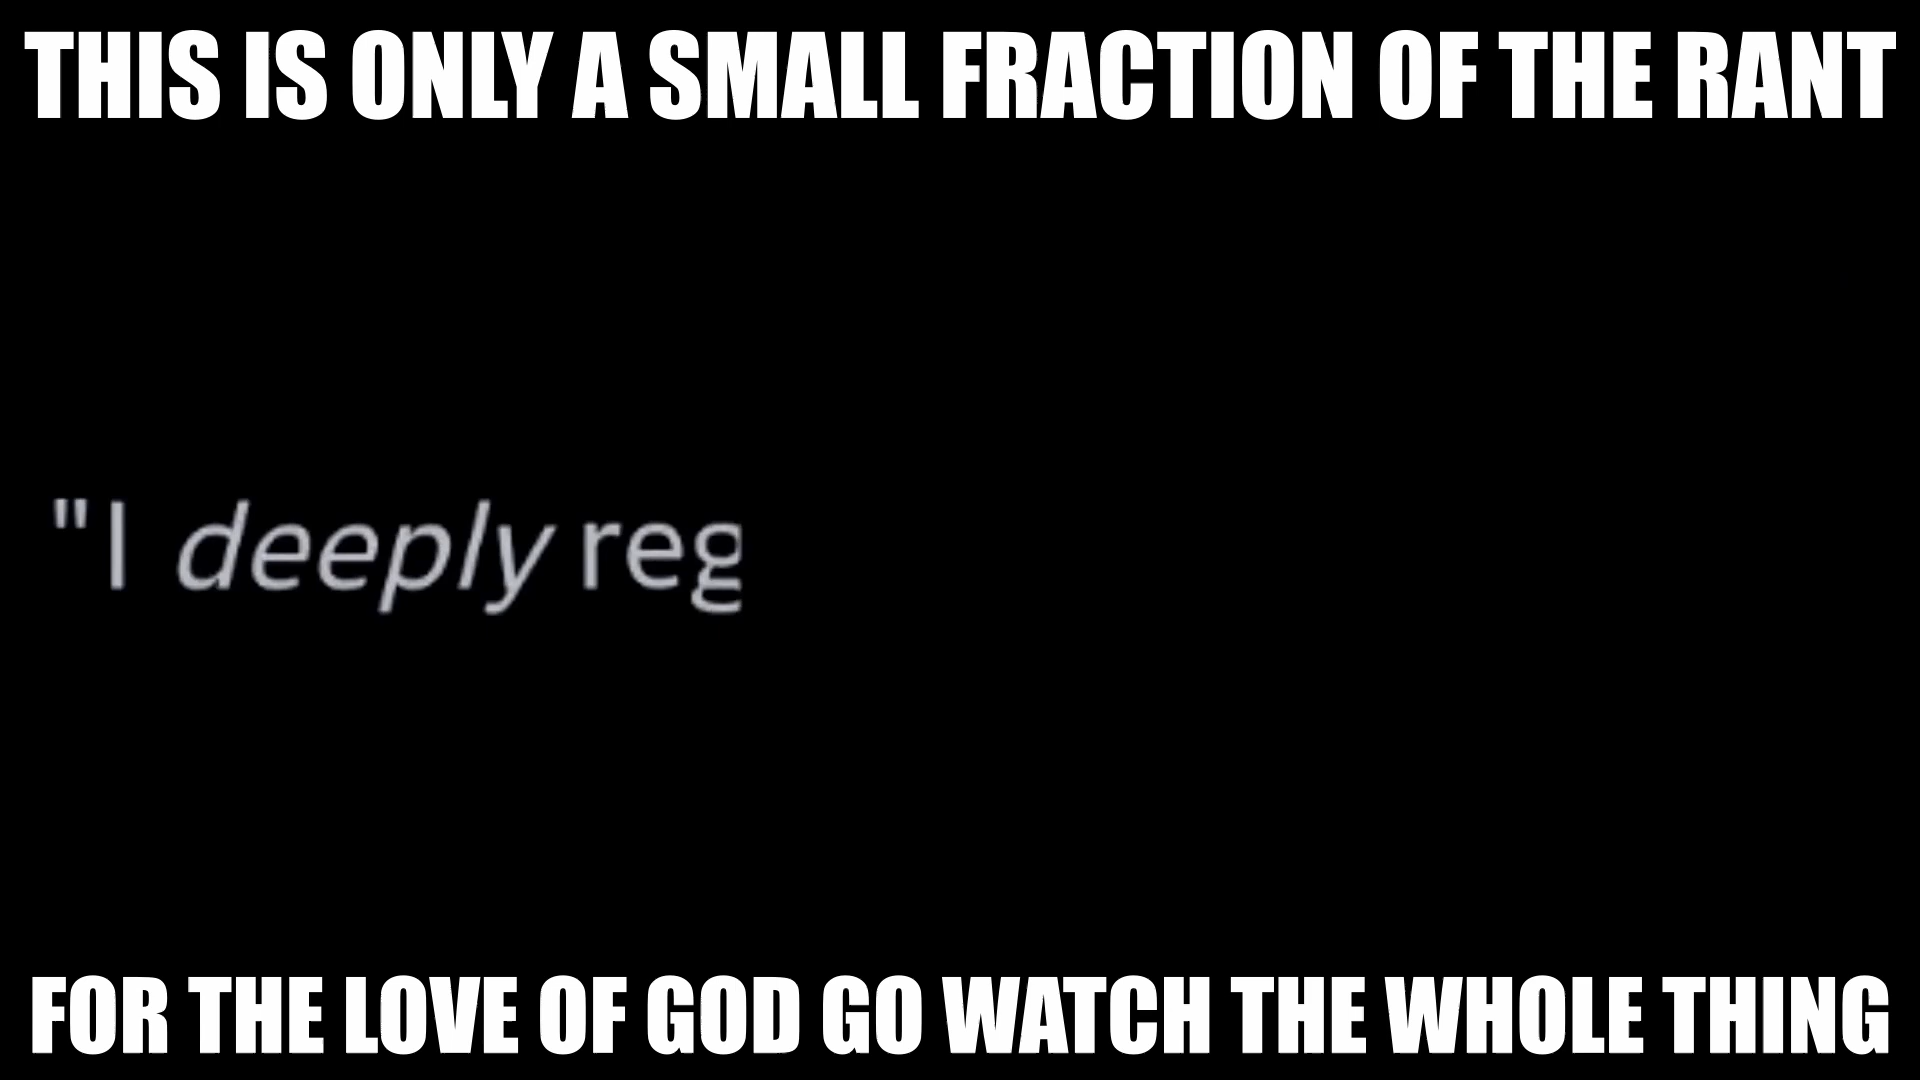 THIS IS ONLY A SMALL FRACTION OF THE RANT
"I deeply reg
FOR THE LOVE OF GOD GO WATCH THE WHOLE THING